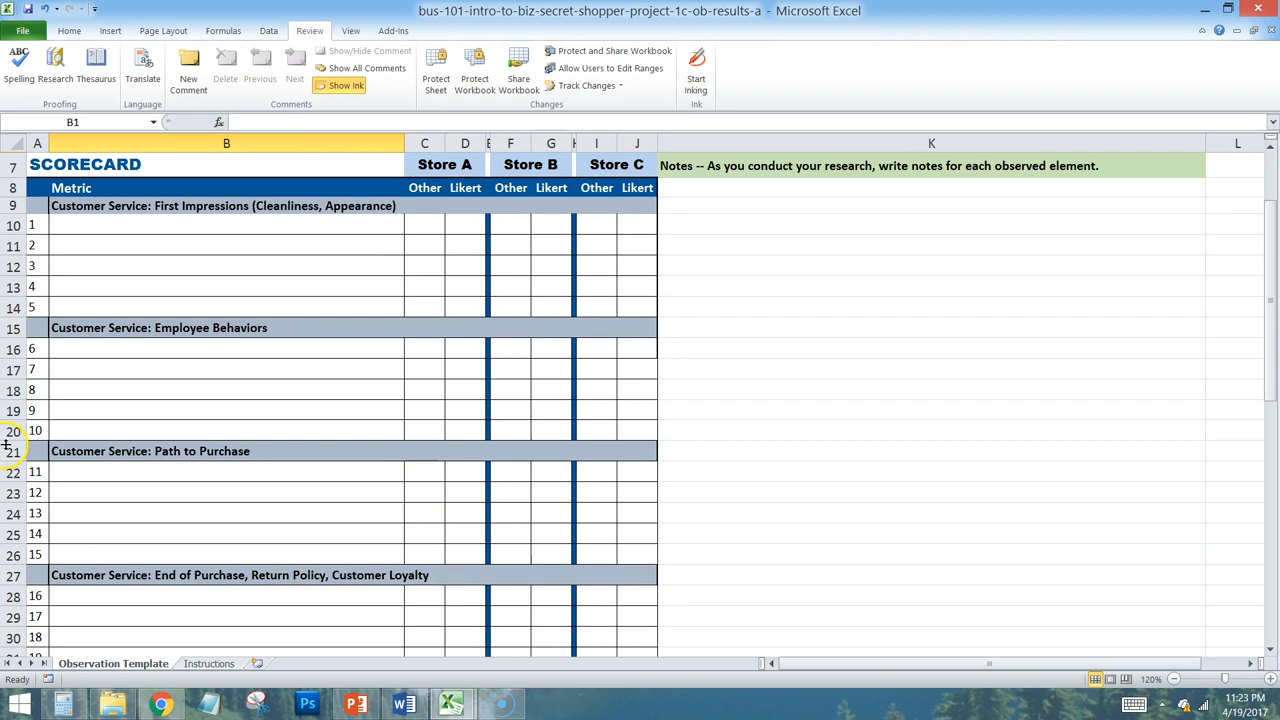 bus-101-intro-to-biz-secret-shopper-project-1c-ob-results-a - Microsoft Excel
File Home Insert Page Layout Formulas Data Review View Add-Ins
Show/Hide Comment
Show All Comments
Show Ink
Spelling Research Thesaurus Translate New Comment Delete Previous Next Protect Sheet Protect Workbook Share Workbook
Protect and Share Workbook
Allow Users to Edit Ranges
Track Changes
Start Inking
Proofing Language Comments Changes Ink
B1 fx
A B C D E F G H I J K L
7 SCORECARD Store A Store B Store C Notes -- As you conduct your research, write notes for each observed element.
8 Metric Other Likert Other Likert Other Likert
9 Customer Service: First Impressions (Cleanliness, Appearance)
10 1
11 2
12 3
13 4
14 5
15 Customer Service: Employee Behaviors
16 6
17 7
18 8
19 9
20 10
21 Customer Service: Path to Purchase
22 11
23 12
24 13
25 14
26 15
27 Customer Service: End of Purchase, Return Policy, Customer Loyalty
28 16
29 17
30 18
Observation Template Instructions
Ready 120%
11:23 PM
4/19/2017